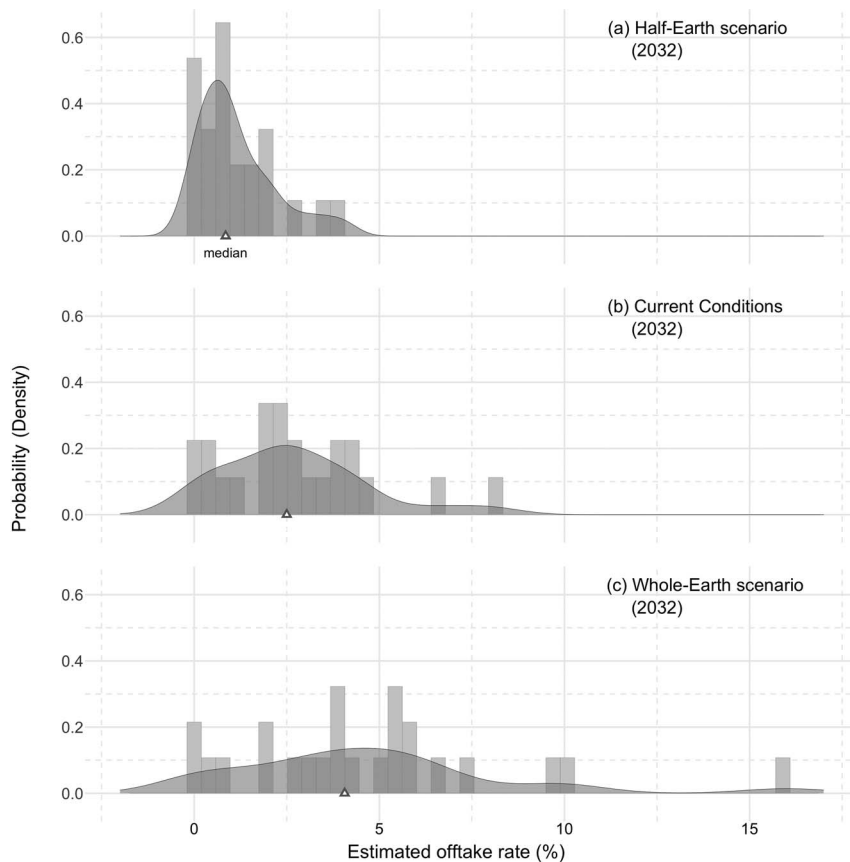 (a) Half-Earth scenario
(2032)
0.6
0.4
0.2
0.0
median
(b) Current Conditions
(2032)
0.6
0.4
0.2
0.0
Probability (Density)
(c) Whole-Earth scenario
(2032)
0.6
0.4
0.2
0.0
0 5 10 15
Estimated offtake rate (%)